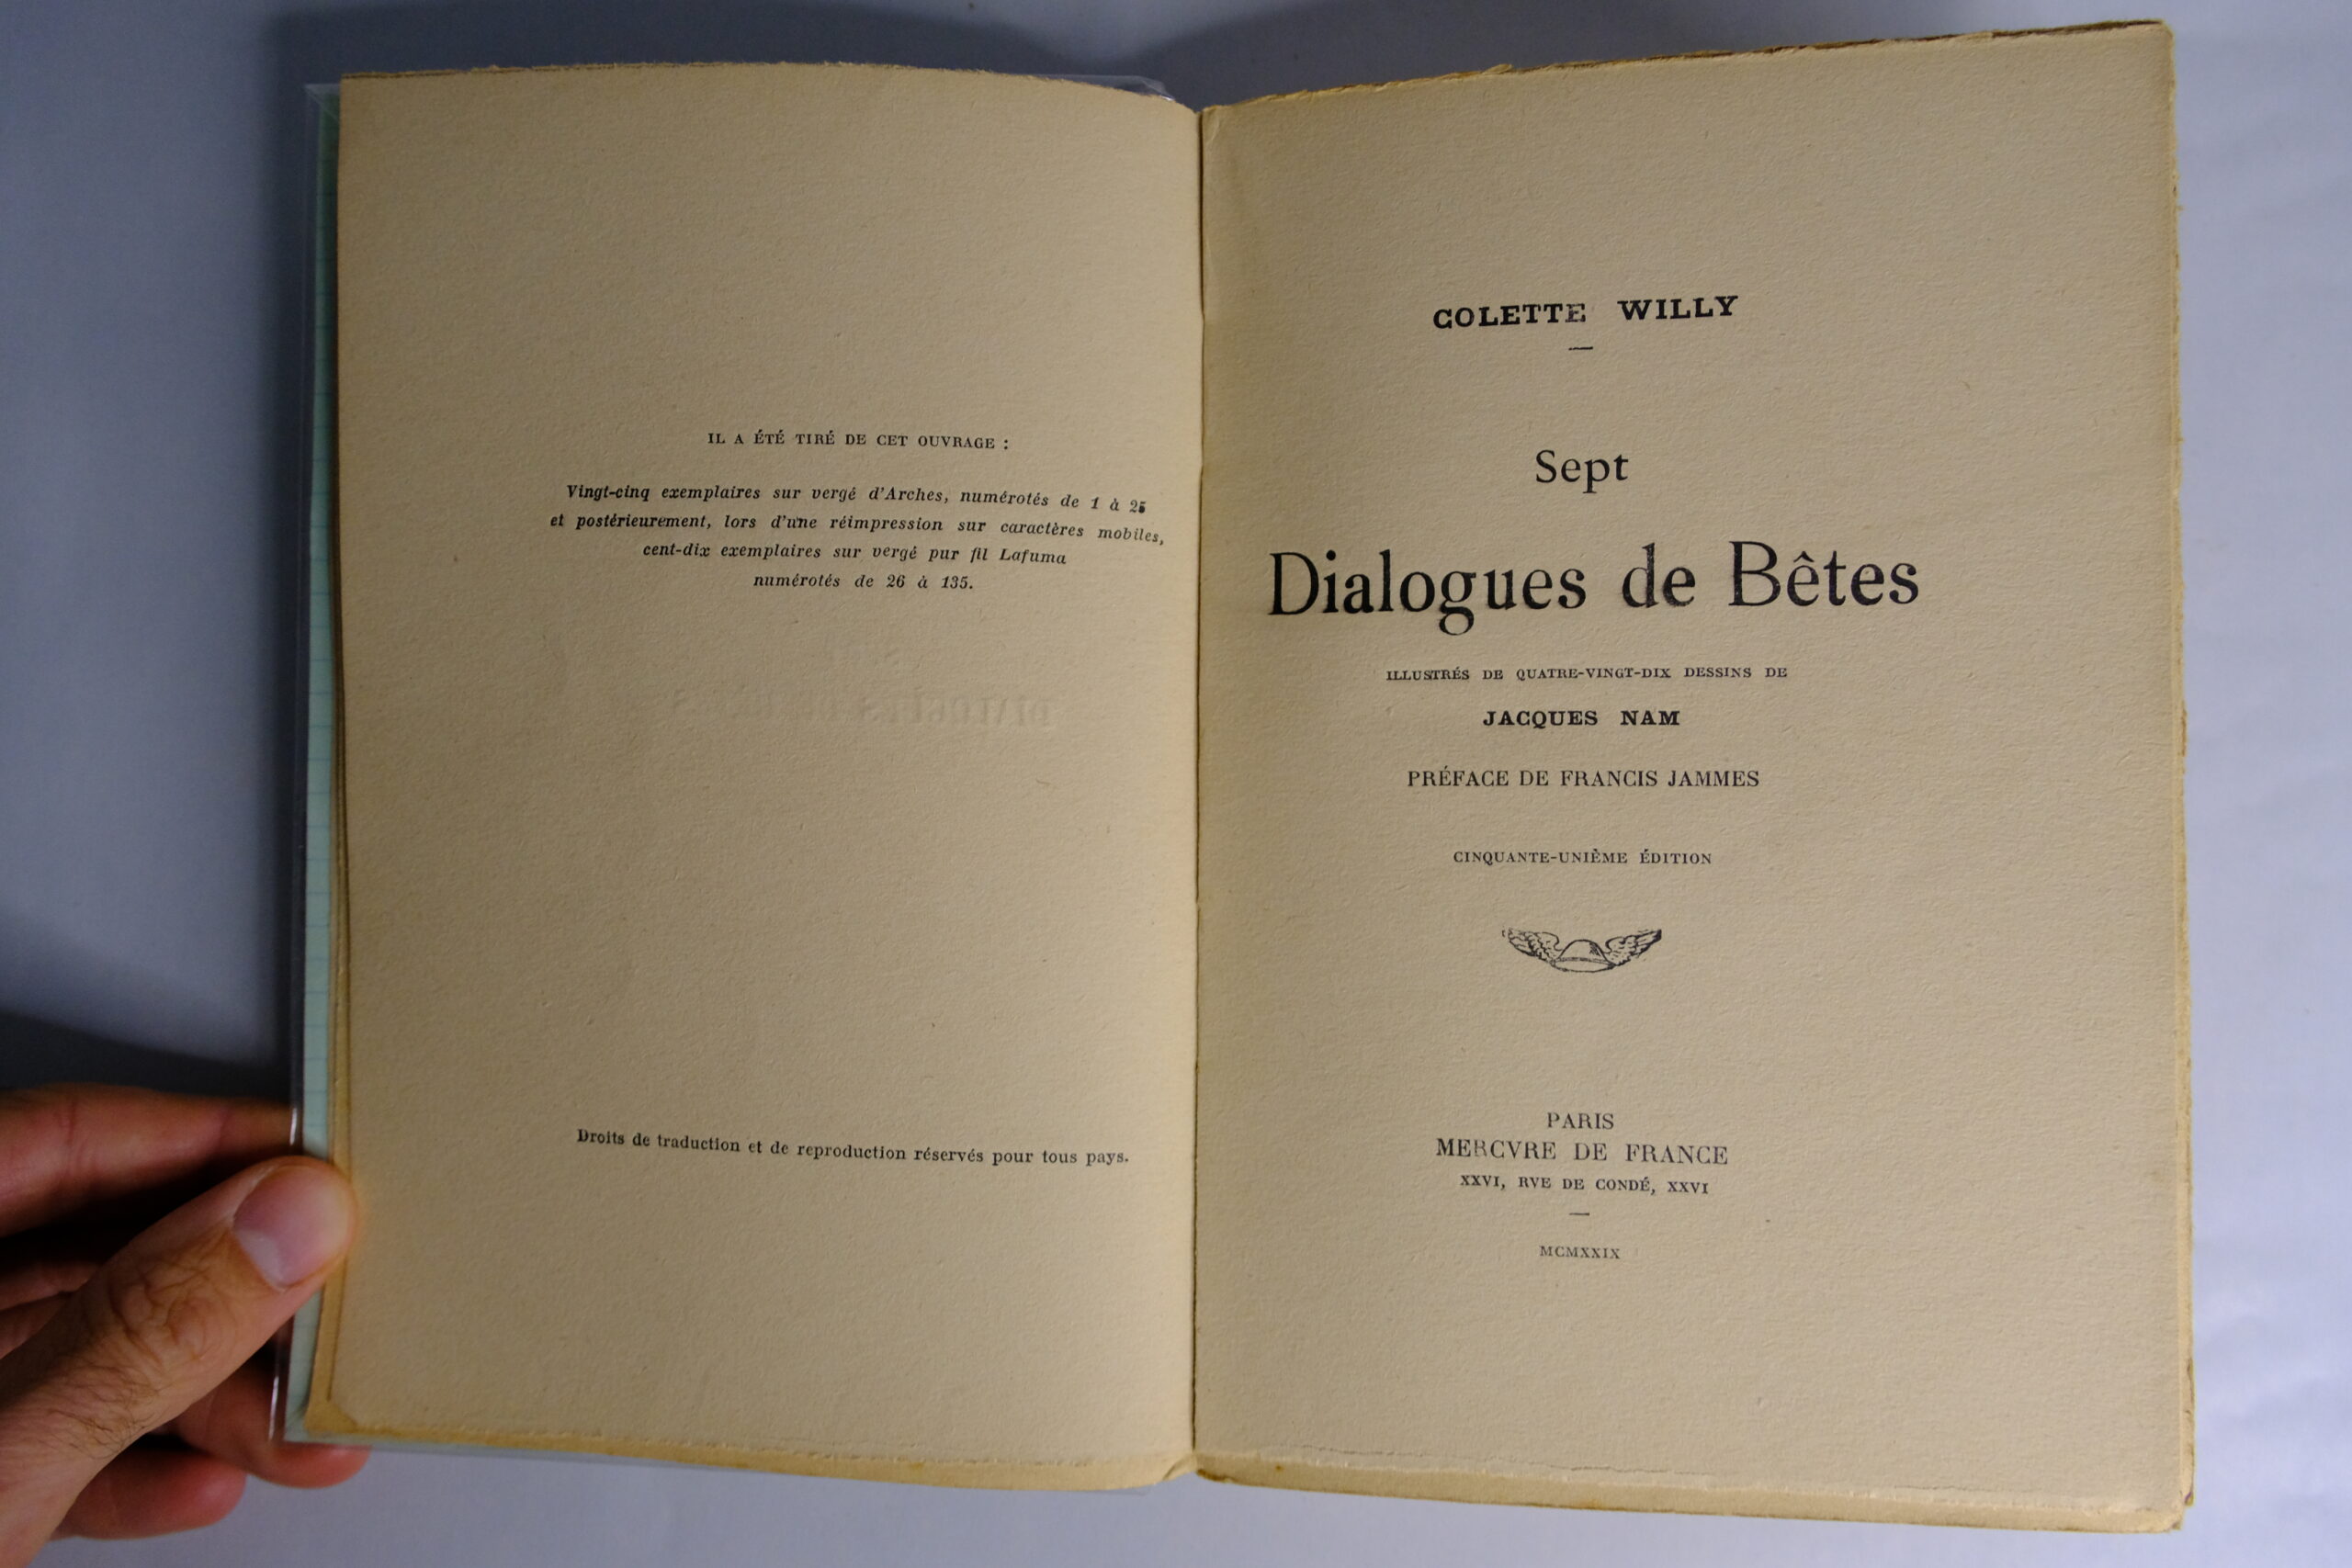 IL A ÉTÉ TIRÉ DE CET OUVRAGE :
Vingt-cinq exemplaires sur vergé d'Arches, numérotés de 1 à 25
et postérieurement, lors d'une réimpression sur caractères mobiles,
cent-dix exemplaires sur vergé pur fil Lafuma
numérotés de 26 à 135.
Droits de traduction et de reproduction réservés pour tous pays.
COLETTE WILLY
Sept
Dialogues de Bêtes
ILLUSTRÉS DE QUATRE-VINGT-DIX DESSINS DE
JACQUES NAM
PRÉFACE DE FRANCIS JAMMES
CINQUANTE-UNIÈME ÉDITION
PARIS
MERCVRE DE FRANCE
XXVI, RVE DE CONDÉ, XXVI
MCMXXIX